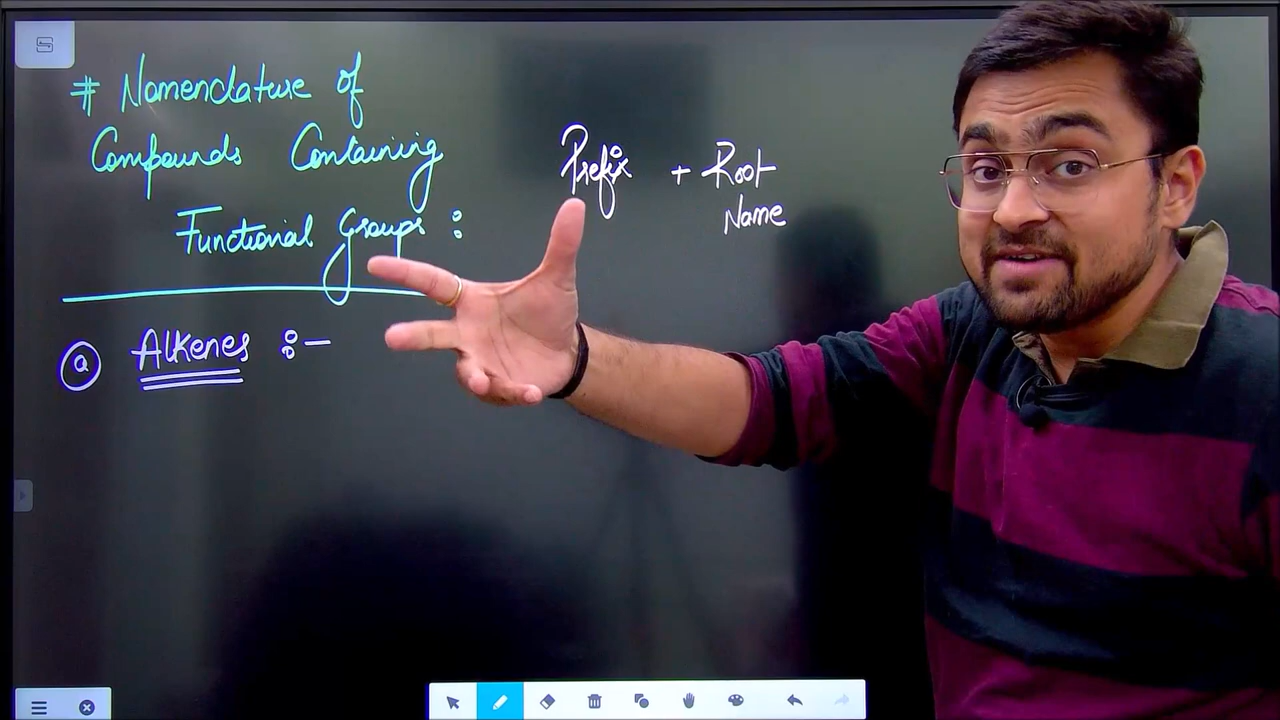 # Nomenclature of
Compounds Containing
Functional Groups :
Prefix + Root
Name
a Alkenes :-